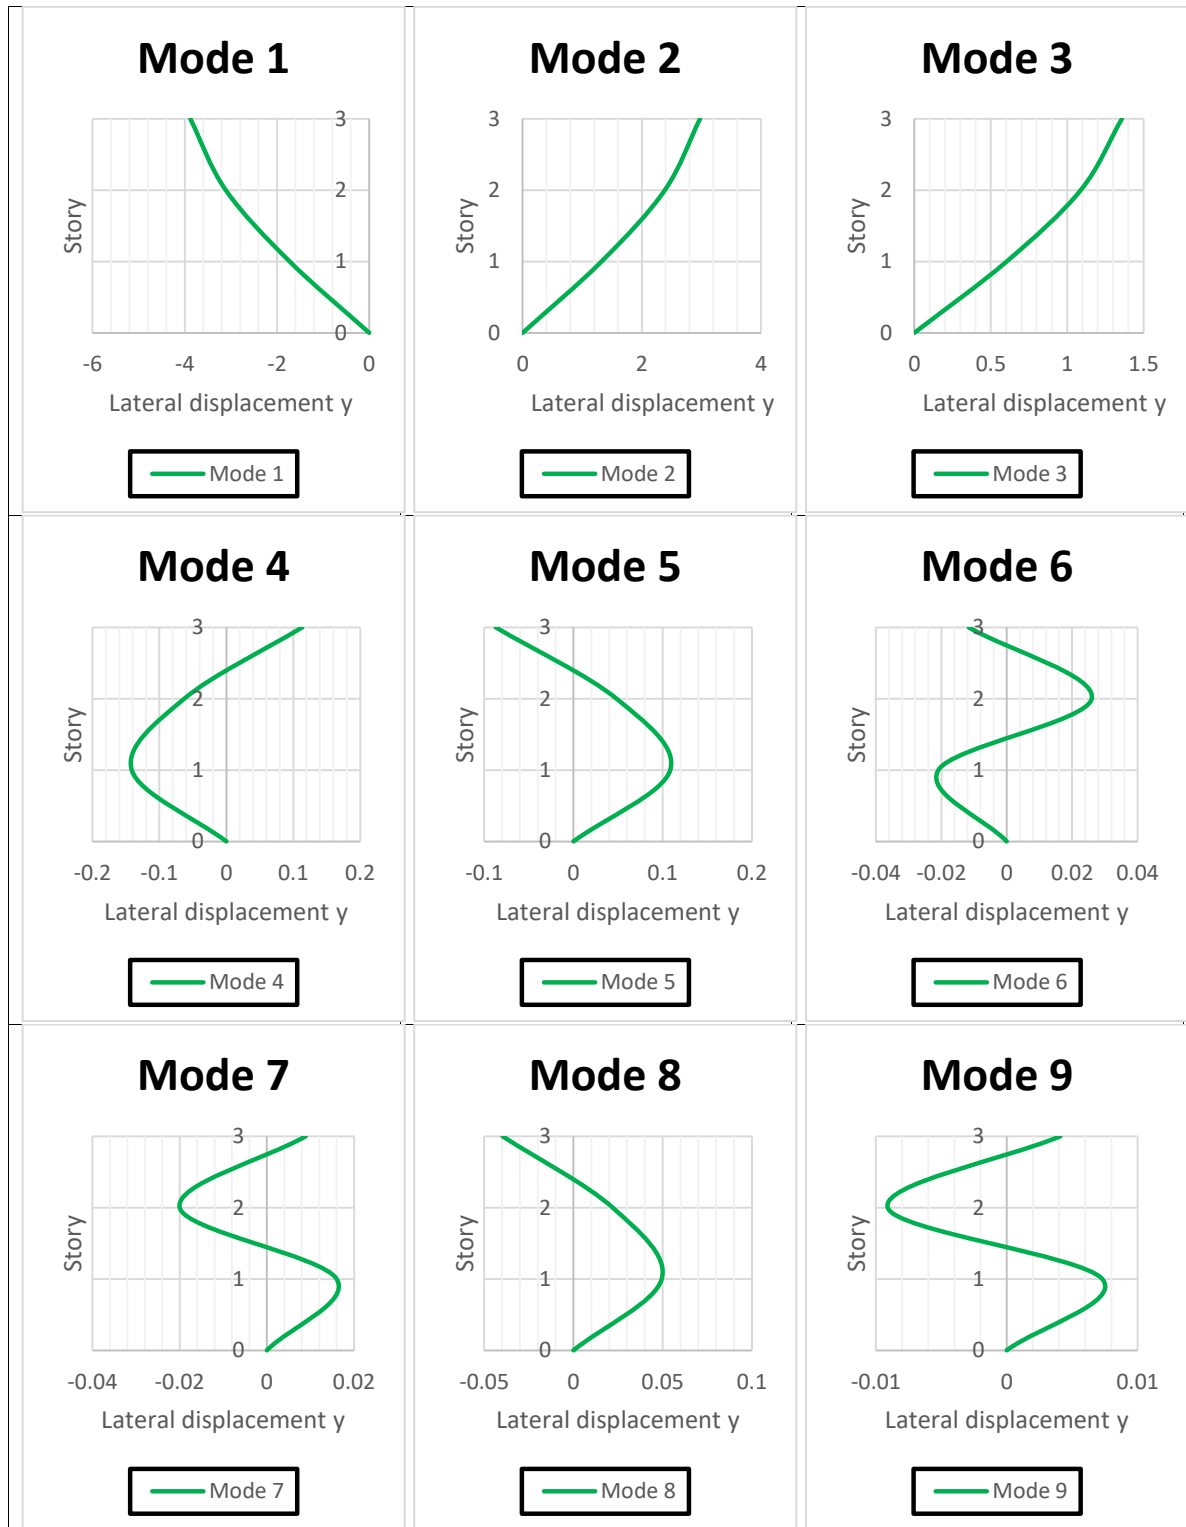 Mode 1
3
2
1
0
Story
-6 -4 -2 0
Lateral displacement y
Mode 1
Mode 2
3
2
1
0
Story
0 2 4
Lateral displacement y
Mode 2
Mode 3
3
2
1
0
Story
0 0.5 1 1.5
Lateral displacement y
Mode 3
Mode 4
3
2
1
0
Story
-0.2 -0.1 0 0.1 0.2
Lateral displacement y
Mode 4
Mode 5
3
2
1
0
Story
-0.1 0 0.1 0.2
Lateral displacement y
Mode 5
Mode 6
3
2
1
0
Story
-0.04 -0.02 0 0.02 0.04
Lateral displacement y
Mode 6
Mode 7
3
2
1
0
Story
-0.04 -0.02 0 0.02
Lateral displacement y
Mode 7
Mode 8
3
2
1
0
Story
-0.05 0 0.05 0.1
Lateral displacement y
Mode 8
Mode 9
3
2
1
0
Story
-0.01 0 0.01
Lateral displacement y
Mode 9